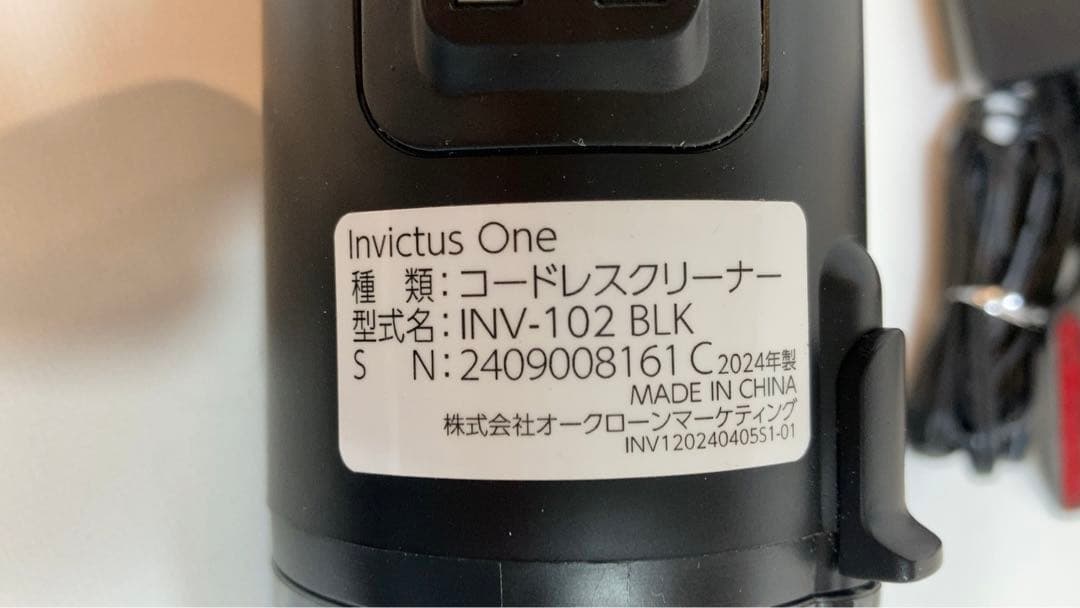 Invictus One
種　類：コードレスクリーナー
型式名：INV-102 BLK
S　N：2409008161 C 2024年製
MADE IN CHINA
株式会社オークローンマーケティング
INV120240405S1-01